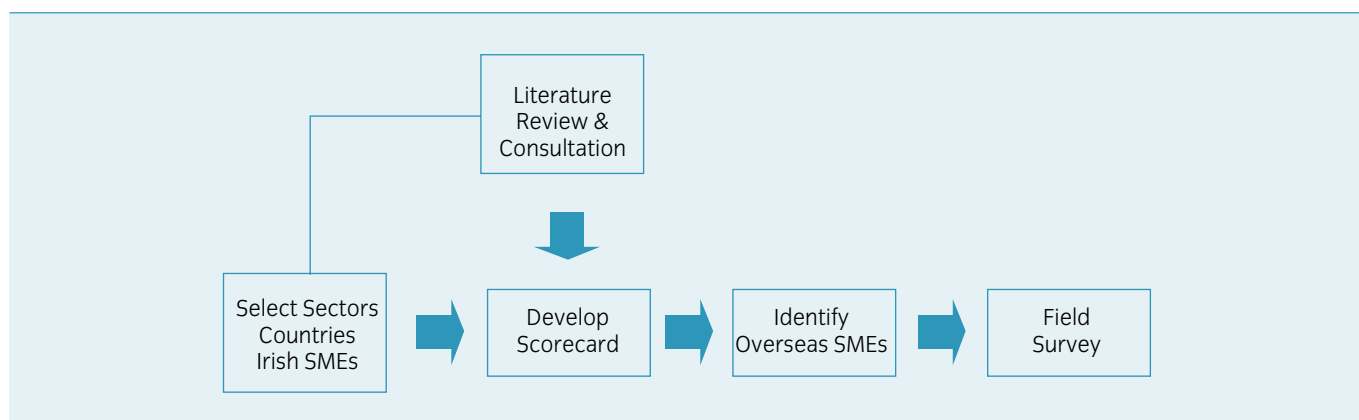 Literature
Review &
Consultation
Select Sectors
Countries
Irish SMEs
Develop
Scorecard
Identify
Overseas SMEs
Field
Survey